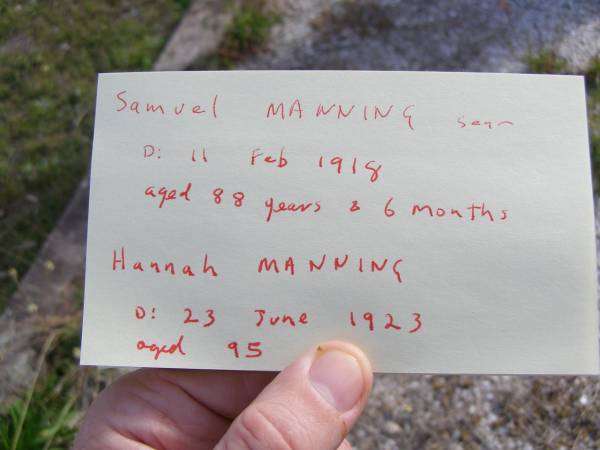 Samuel MANNING senr
D: 11 Feb 1918
aged 88 years & 6 months
Hannah MANNING
D: 23 June 1923
aged 95